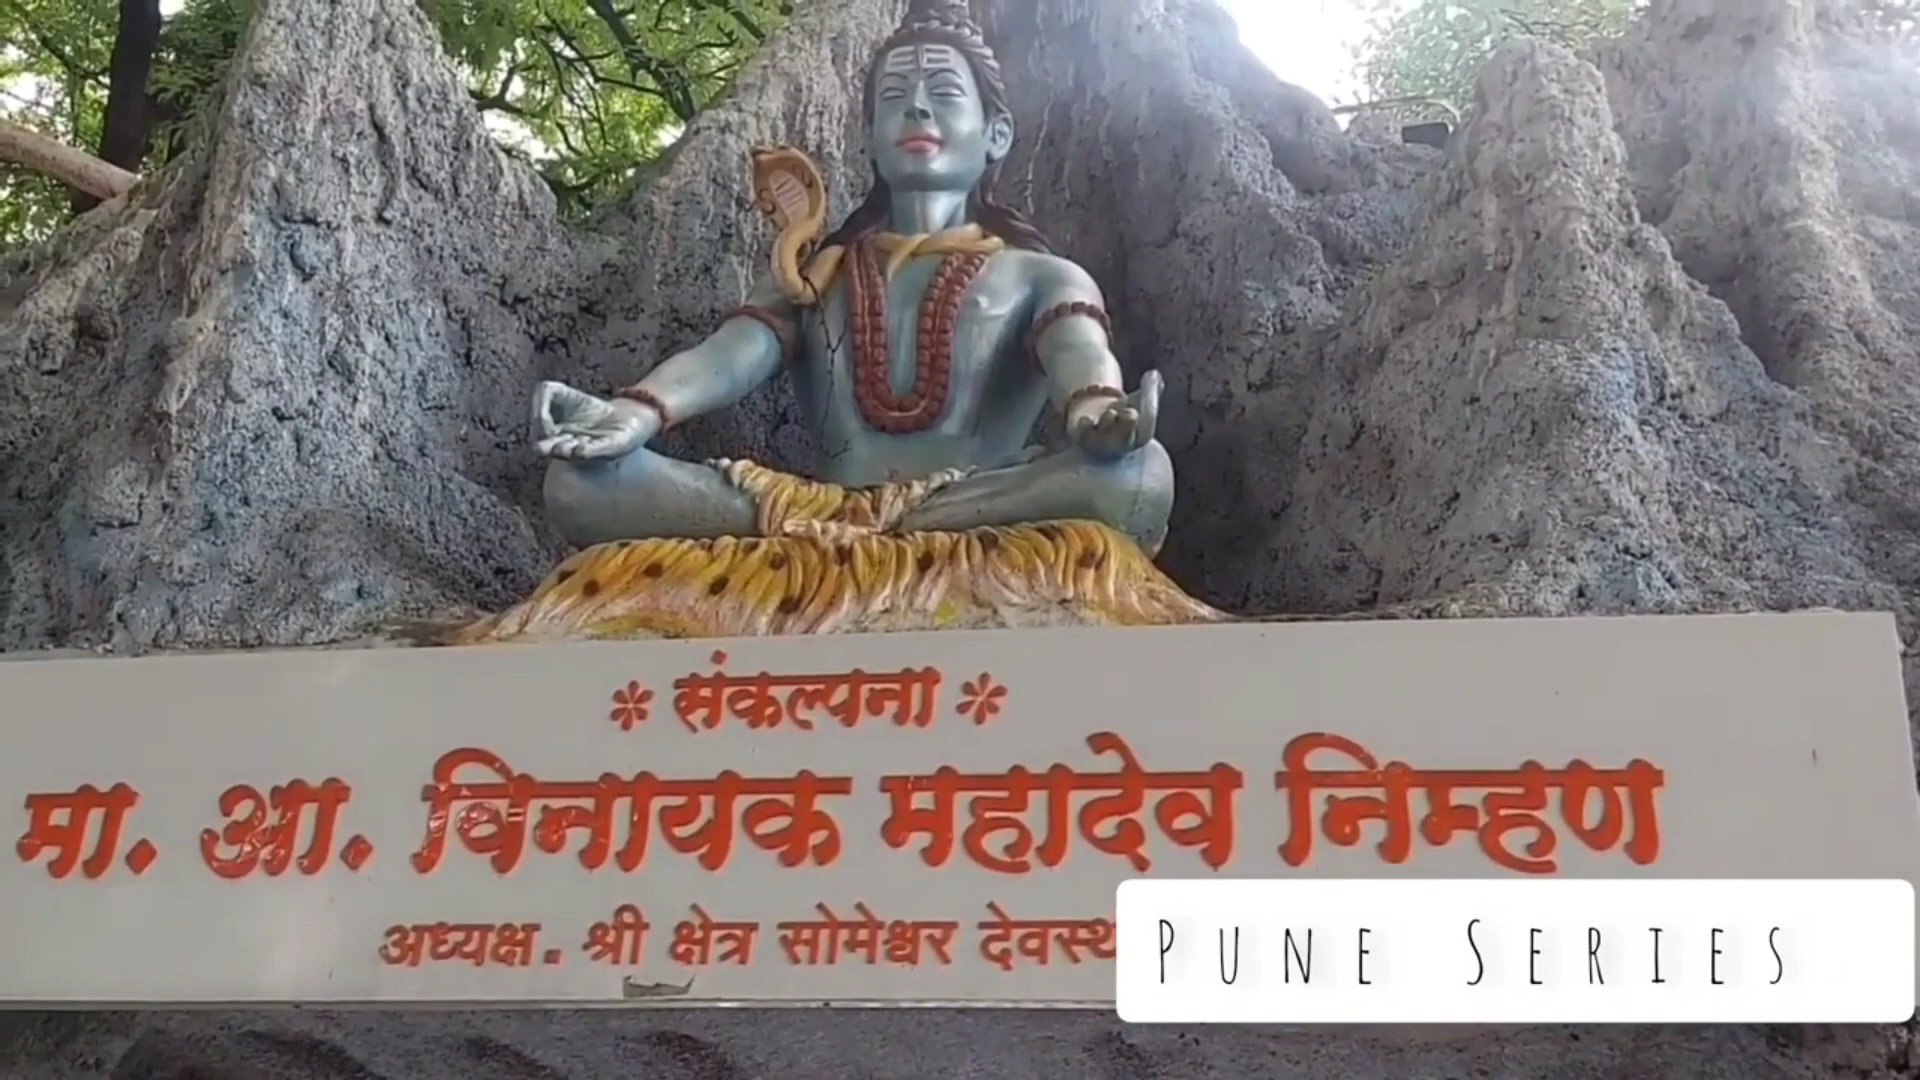 * संकल्पना *
मा. आ. विनायक महादेव निम्हण
अध्यक्ष. श्री क्षेत्र सोमेश्वर
PUNE SERIES